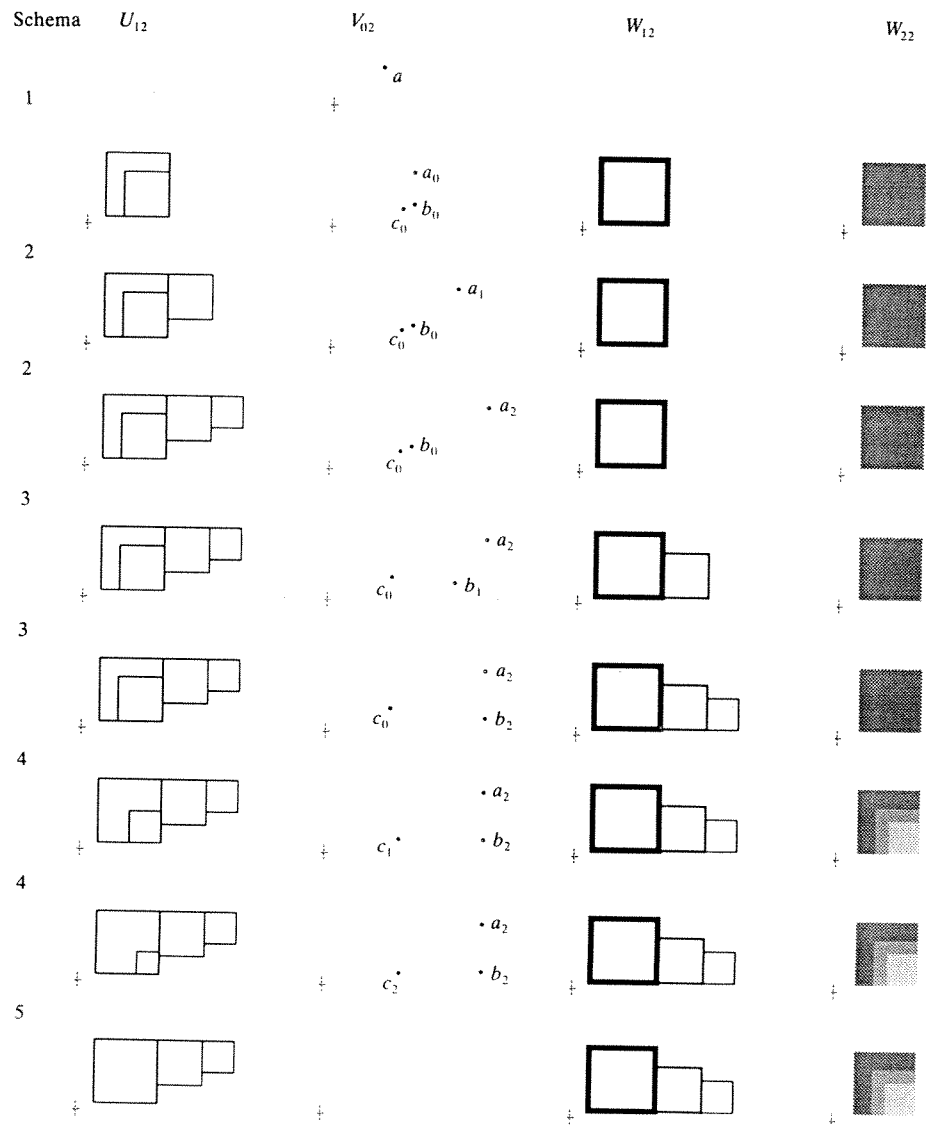 Schema U₁₂ V₀₂ W₁₂ W₂₂
a
1
a₀
b₀
c₀
2
a₁
b₀
c₀
2
a₂
b₀
c₀
3
a₂
c₀ b₁
3
a₂
c₀ b₂
4
a₂
c₁ b₂
4
a₂
c₂ b₂
5